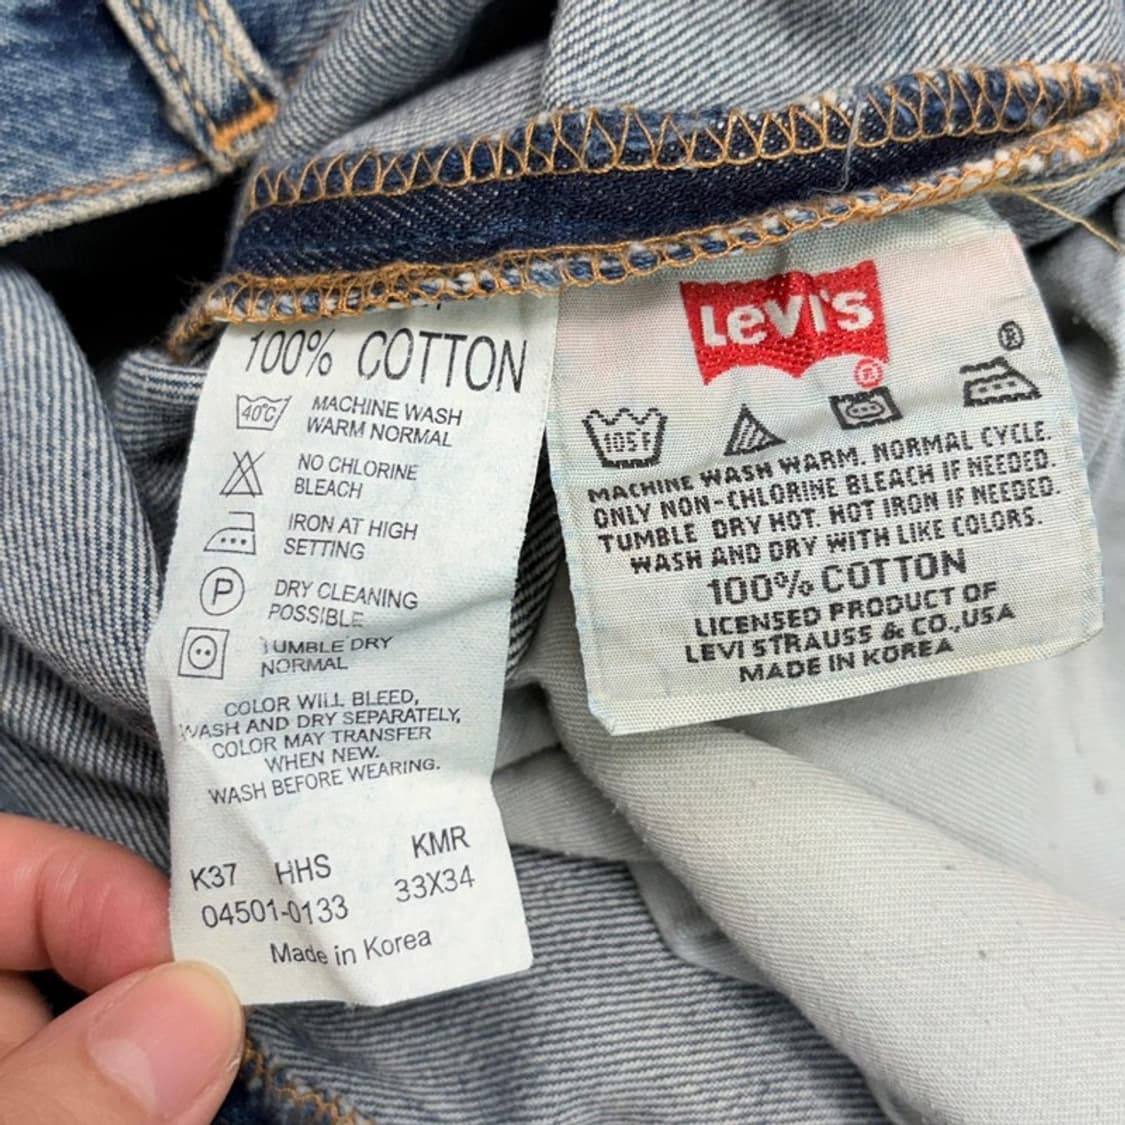 100% COTTON
40°C
MACHINE WASH
WARM NORMAL
NO CHLORINE
BLEACH
IRON AT HIGH
SETTING
P
DRY CLEANING
POSSIBLE
TUMBLE DRY
NORMAL
COLOR WILL BLEED,
WASH AND DRY SEPARATELY,
COLOR MAY TRANSFER
WHEN NEW.
WASH BEFORE WEARING.
K37 HHS KMR
04501-0133 33X34
Made in Korea
Levi's
®
®
105F
MACHINE WASH WARM. NORMAL CYCLE.
ONLY NON-CHLORINE BLEACH IF NEEDED.
TUMBLE DRY HOT. HOT IRON IF NEEDED.
WASH AND DRY WITH LIKE COLORS.
100% COTTON
LICENSED PRODUCT OF
LEVI STRAUSS & CO.,USA
MADE IN KOREA